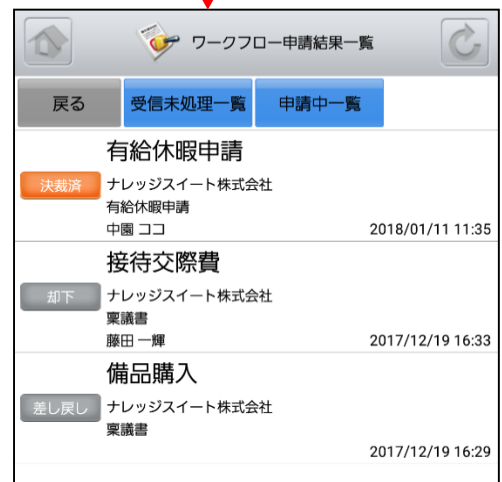 ワークフロー申請結果一覧
戻る 受信未処理一覧 申請中一覧
有給休暇申請
決裁済 ナレッジスイート株式会社
有給休暇申請
中園 ココ 2018/01/11 11:35
接待交際費
却下 ナレッジスイート株式会社
稟議書
藤田 一輝 2017/12/19 16:33
備品購入
差し戻し ナレッジスイート株式会社
稟議書
2017/12/19 16:29